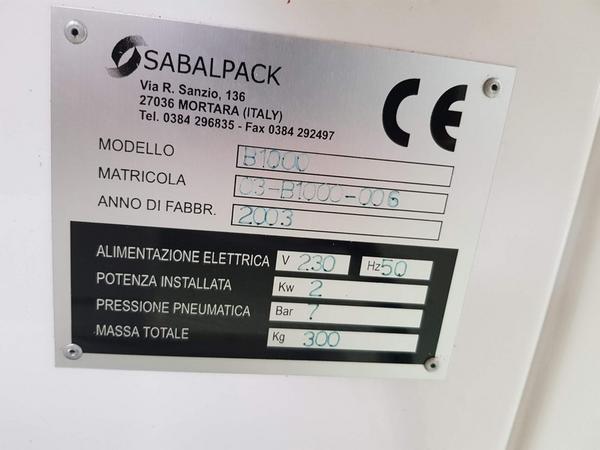 SABALPACK
Via R. Sanzio, 136
27036 MORTARA (ITALY)
Tel. 0384 296835 - Fax 0384 292497
CE
MODELLO B1000
MATRICOLA 03-B1000-006
ANNO DI FABBR. 2003
ALIMENTAZIONE ELETTRICA V 230 Hz 50
POTENZA INSTALLATA Kw 2
PRESSIONE PNEUMATICA Bar 7
MASSA TOTALE Kg 300